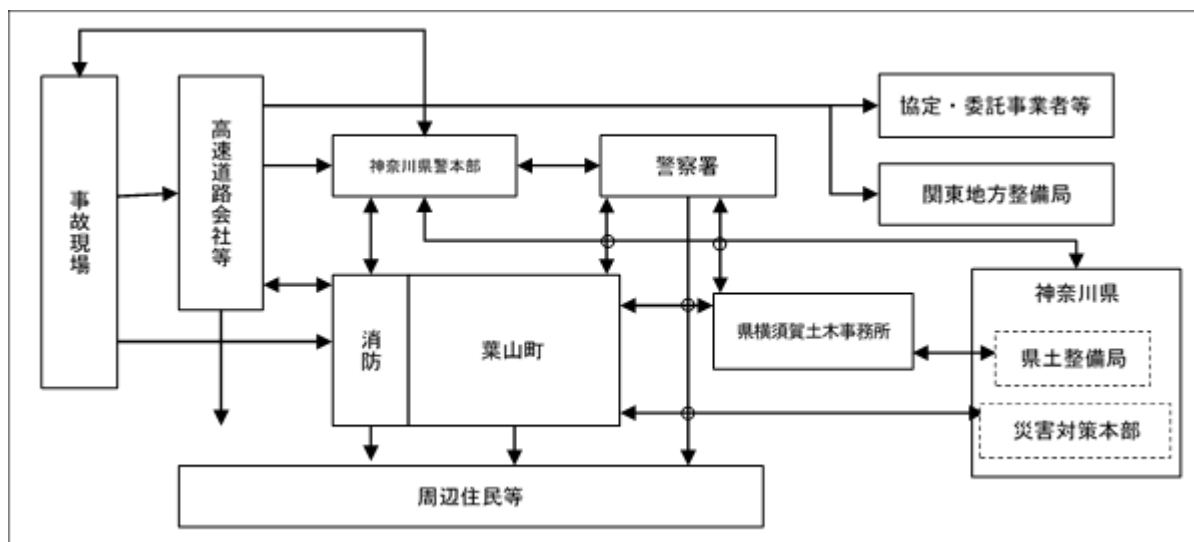 協定・委託事業者等
神奈川県警本部
警察署
関東地方整備局
事故現場
高速道路会社等
神奈川県
消防
葉山町
県横須賀土木事務所
県土整備局
災害対策本部
周辺住民等